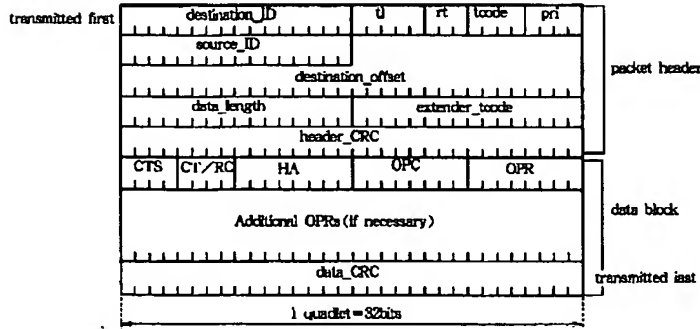 transmitted first destination_ID tl rt tcode pri
source_ID
packet header
destination_offset
data_length extender_tcode
header_CRC
CTS CT/RC HA OPC OPR
data block
Additional OPRs(if necessary)
data_CRC transmitted last
1 quadlet=32bits